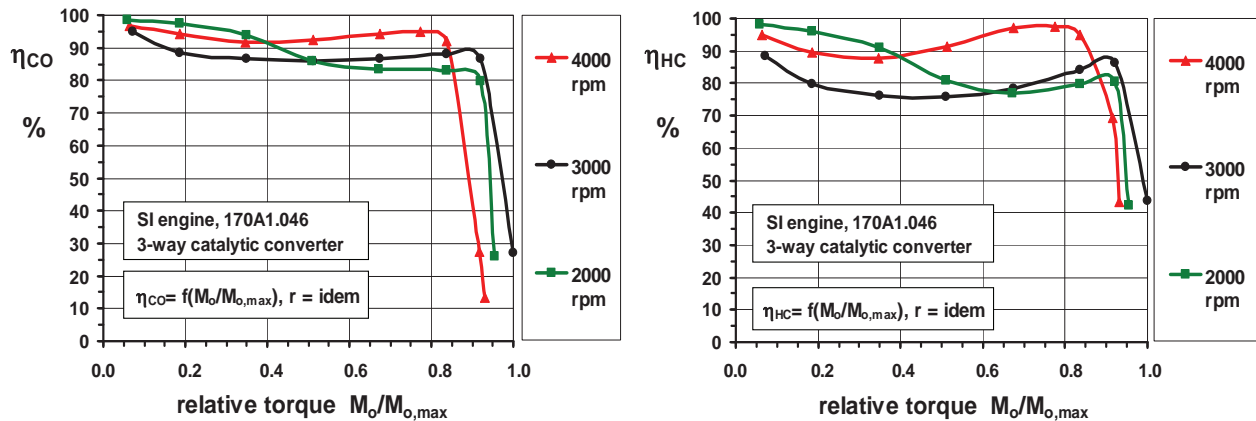 100
90
80
70
60
50
40
30
20
10
0
ηCO
%
SI engine, 170A1.046
3-way catalytic converter
ηCO= f(Mo/Mo,max), r = idem
0.0 0.2 0.4 0.6 0.8 1.0
relative torque Mo/Mo,max
4000
rpm
3000
rpm
2000
rpm
100
90
80
70
60
50
40
30
20
10
0
ηHC
%
SI engine, 170A1.046
3-way catalytic converter
ηHC= f(Mo/Mo,max), r = idem
0.0 0.2 0.4 0.6 0.8 1.0
relative torque Mo/Mo,max
4000
rpm
3000
rpm
2000
rpm